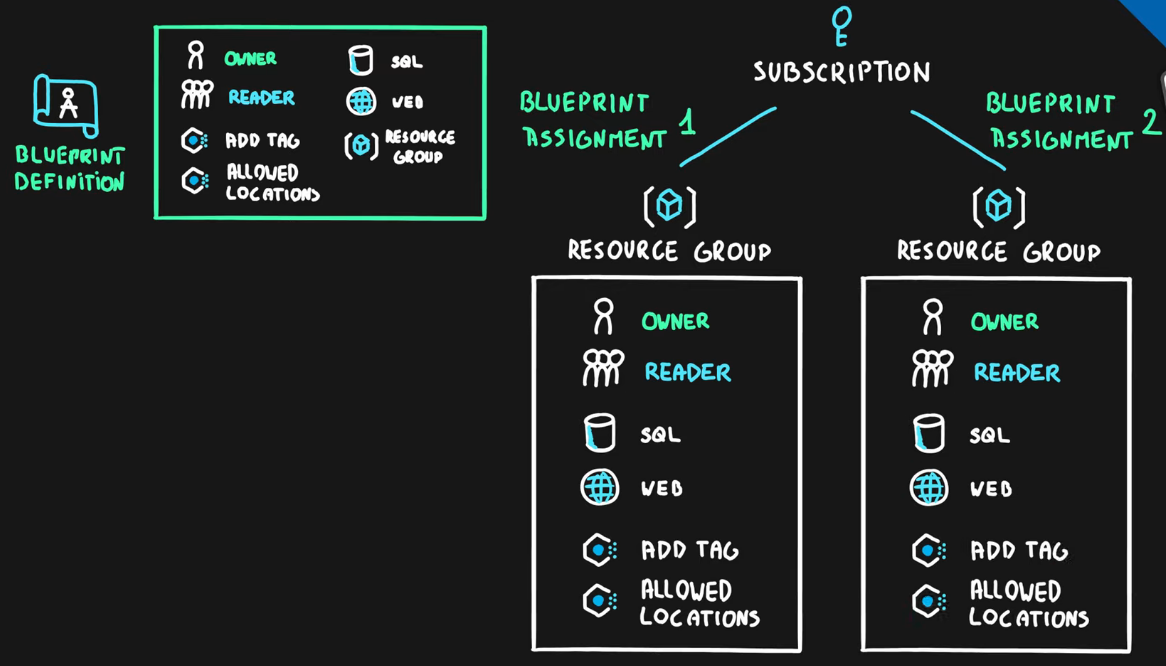 BLUEPRINT
DEFINITION
OWNER
READER
ADD TAG
ALLOWED
LOCATIONS
SQL
WEB
RESOURCE
GROUP
SUBSCRIPTION
BLUEPRINT
ASSIGNMENT 1
BLUEPRINT
ASSIGNMENT 2
RESOURCE GROUP
OWNER
READER
SQL
WEB
ADD TAG
ALLOWED
LOCATIONS
RESOURCE GROUP
OWNER
READER
SQL
WEB
ADD TAG
ALLOWED
LOCATIONS